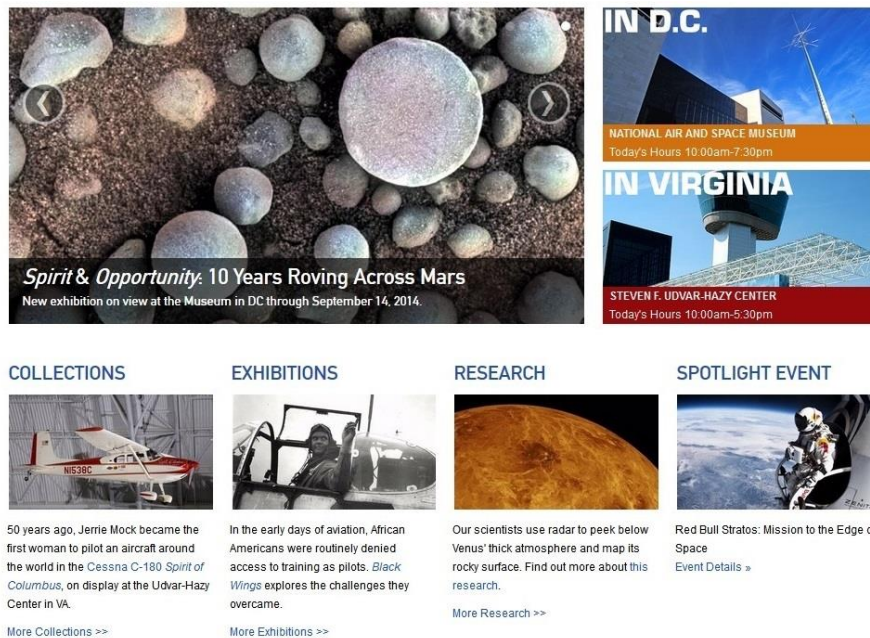 Spirit & Opportunity: 10 Years Roving Across Mars
New exhibition on view at the Museum in DC through September 14, 2014.
IN D.C.
NATIONAL AIR AND SPACE MUSEUM
Today's Hours 10:00am-7:30pm
IN VIRGINIA
STEVEN F. UDVAR-HAZY CENTER
Today's Hours 10:00am-5:30pm
COLLECTIONS
N1538C
50 years ago, Jerrie Mock became the
first woman to pilot an aircraft around
the world in the Cessna C-180 Spirit of
Columbus, on display at the Udvar-Hazy
Center in VA.
More Collections >>
EXHIBITIONS
In the early days of aviation, African
Americans were routinely denied
access to training as pilots. Black
Wings explores the challenges they
overcame.
More Exhibitions >>
RESEARCH
Our scientists use radar to peek below
Venus' thick atmosphere and map its
rocky surface. Find out more about this
research.
More Research >>
SPOTLIGHT EVENT
Red Bull Stratos: Mission to the Edge
Space
Event Details »